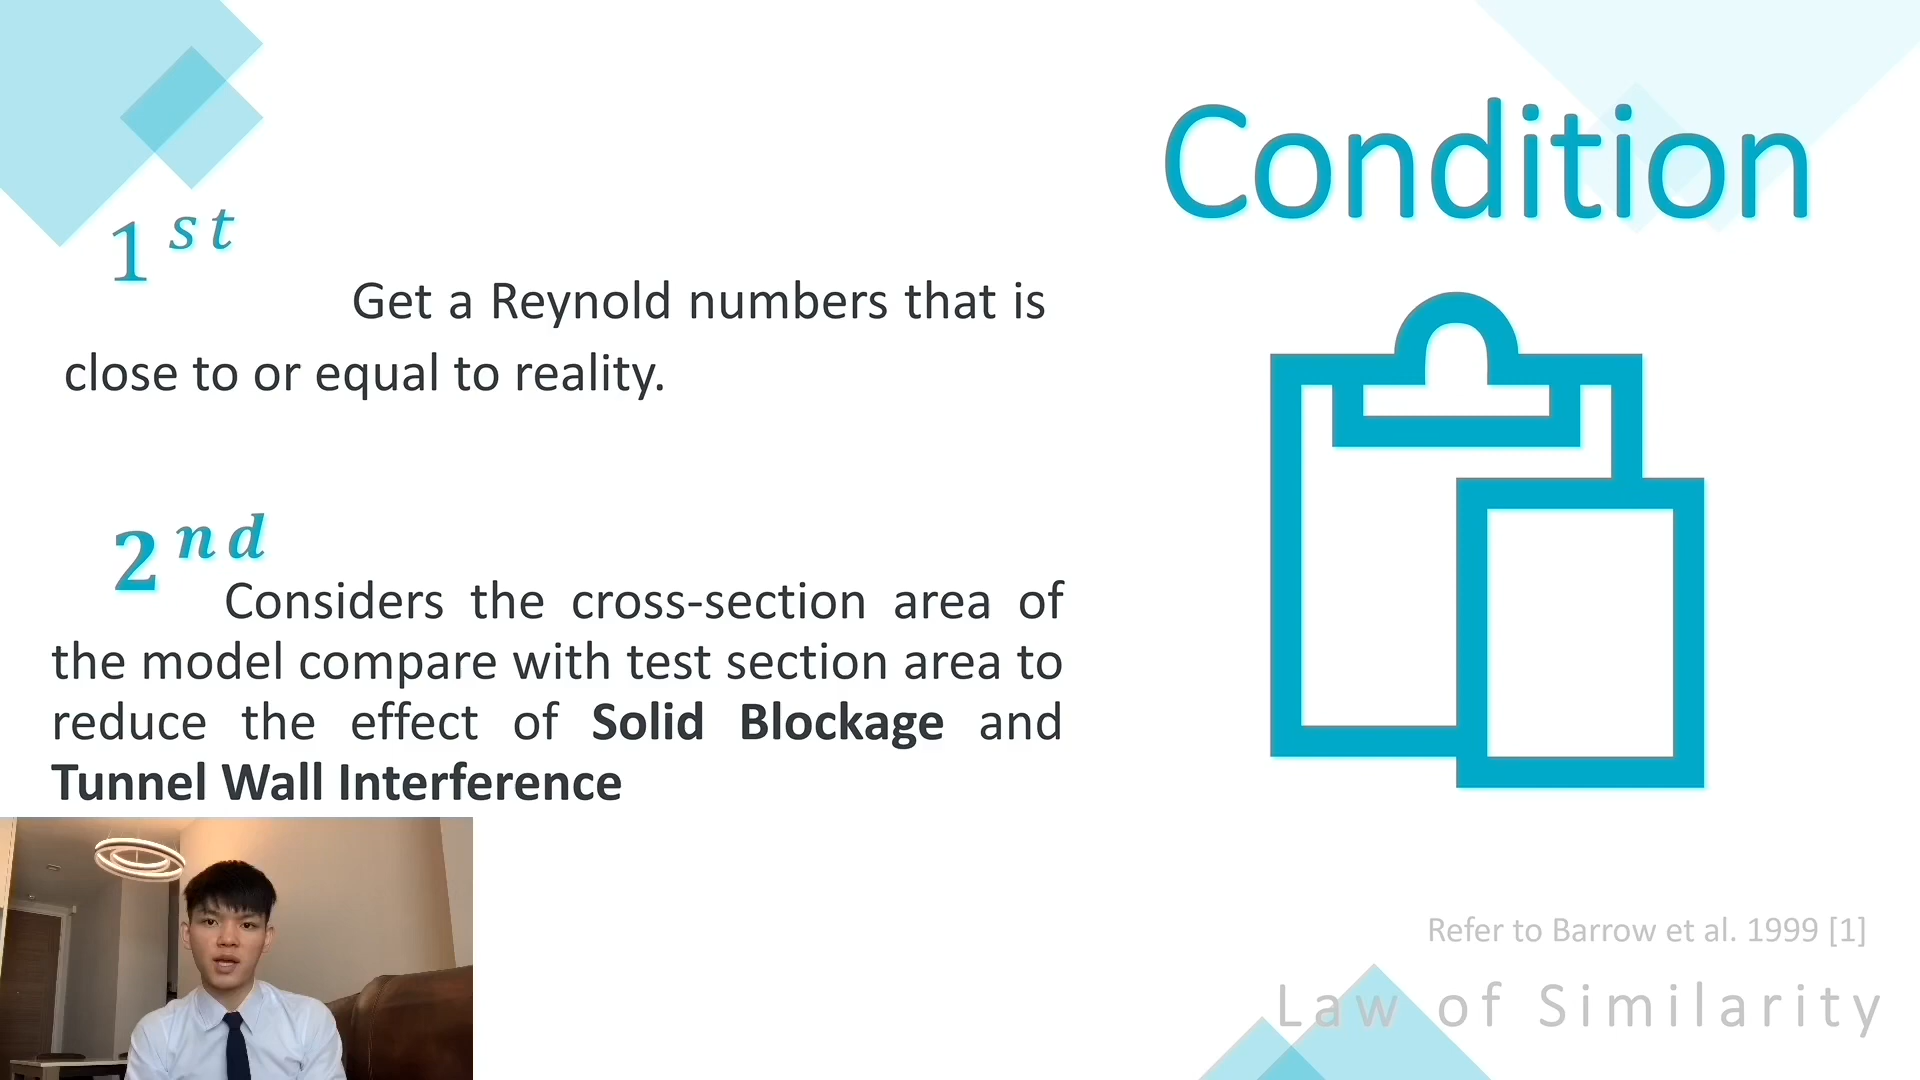 Condition
1st
Get a Reynold numbers that is
close to or equal to reality.
2nd
Considers the cross-section area of
the model compare with test section area to
reduce the effect of Solid Blockage and
Tunnel Wall Interference
Refer to Barrow et al. 1999 [1]
Law of Similarity